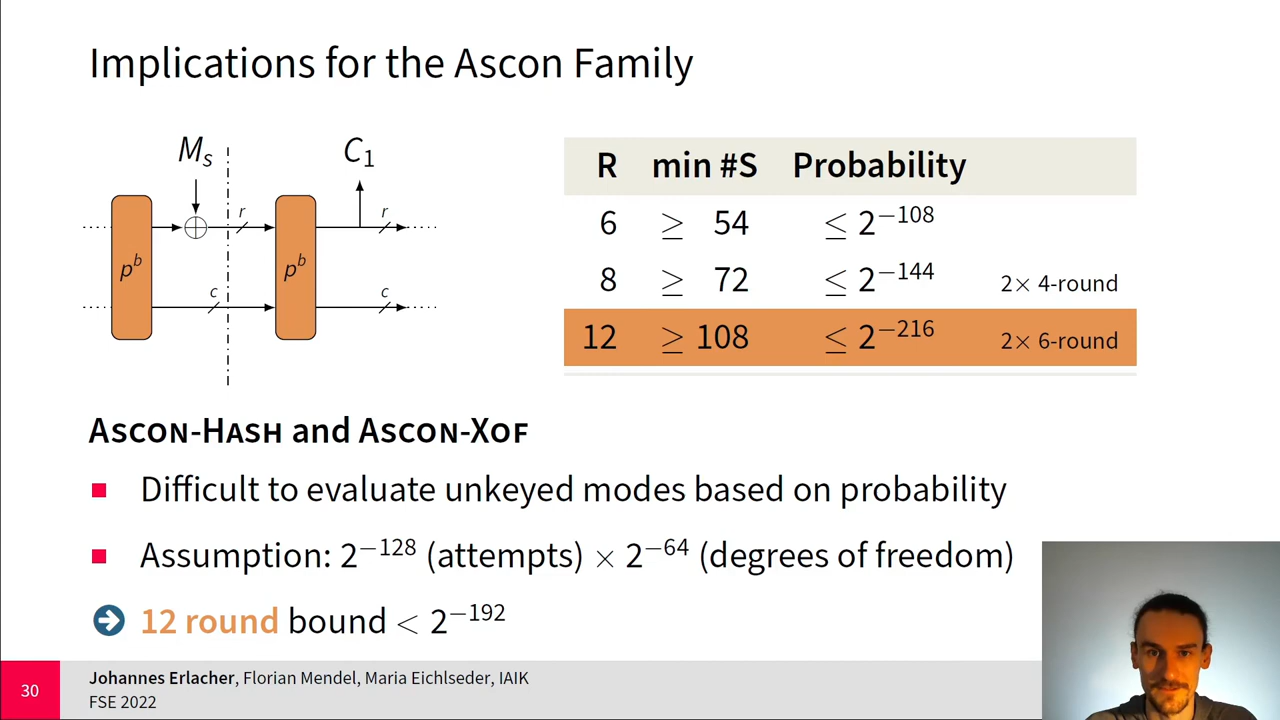 Implications for the Ascon Family
Mₛ
C₁
r
r
pᵇ
pᵇ
c
c
R min #S Probability
6 ≥ 54 ≤ 2⁻¹⁰⁸
8 ≥ 72 ≤ 2⁻¹⁴⁴ 2× 4-round
12 ≥ 108 ≤ 2⁻²¹⁶ 2× 6-round
Ascon-Hash and Ascon-Xof
Difficult to evaluate unkeyed modes based on probability
Assumption: 2⁻¹²⁸ (attempts) × 2⁻⁶⁴ (degrees of freedom)
12 round bound < 2⁻¹⁹²
30
Johannes Erlacher, Florian Mendel, Maria Eichlseder, IAIK
FSE 2022